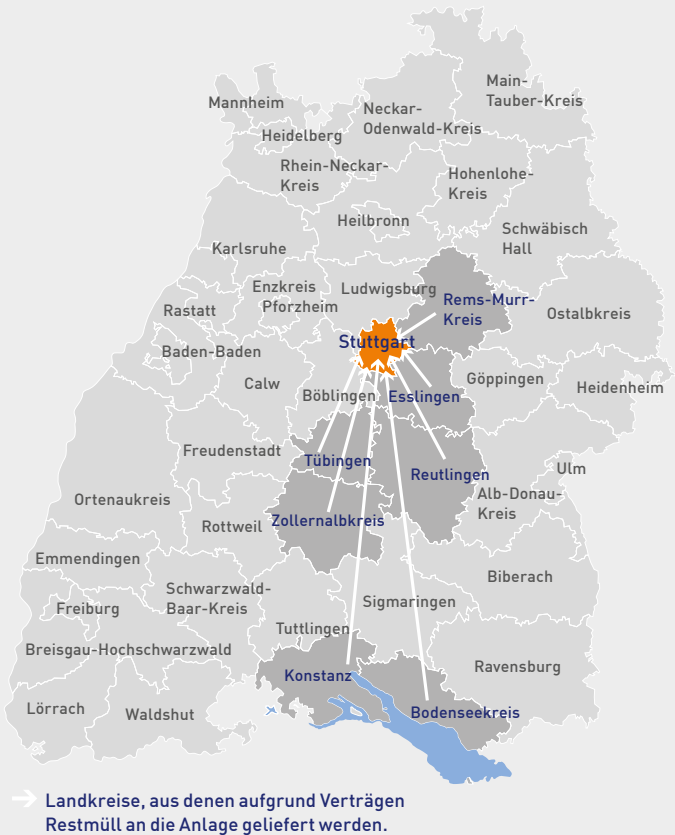 Main-
Tauber-Kreis
Mannheim
Neckar-
Odenwald-Kreis
Heidelberg
Rhein-Neckar-
Kreis
Hohenlohe-
Kreis
Heilbronn
Schwäbisch
Hall
Karlsruhe
Enzkreis
Pforzheim
Ludwigsburg
Rems-Murr-
Kreis
Rastatt
Ostalbkreis
Stuttgart
Baden-Baden
Calw
Böblingen
Esslingen
Göppingen
Heidenheim
Freudenstadt
Tübingen
Reutlingen
Ulm
Ortenaukreis
Alb-Donau-
Kreis
Rottweil
Zollernalbkreis
Emmendingen
Biberach
Schwarzwald-
Baar-Kreis
Freiburg
Sigmaringen
Tuttlingen
Breisgau-Hochschwarzwald
Konstanz
Ravensburg
Lörrach
Waldshut
Bodenseekreis
Landkreise, aus denen aufgrund Verträgen
Restmüll an die Anlage geliefert werden.